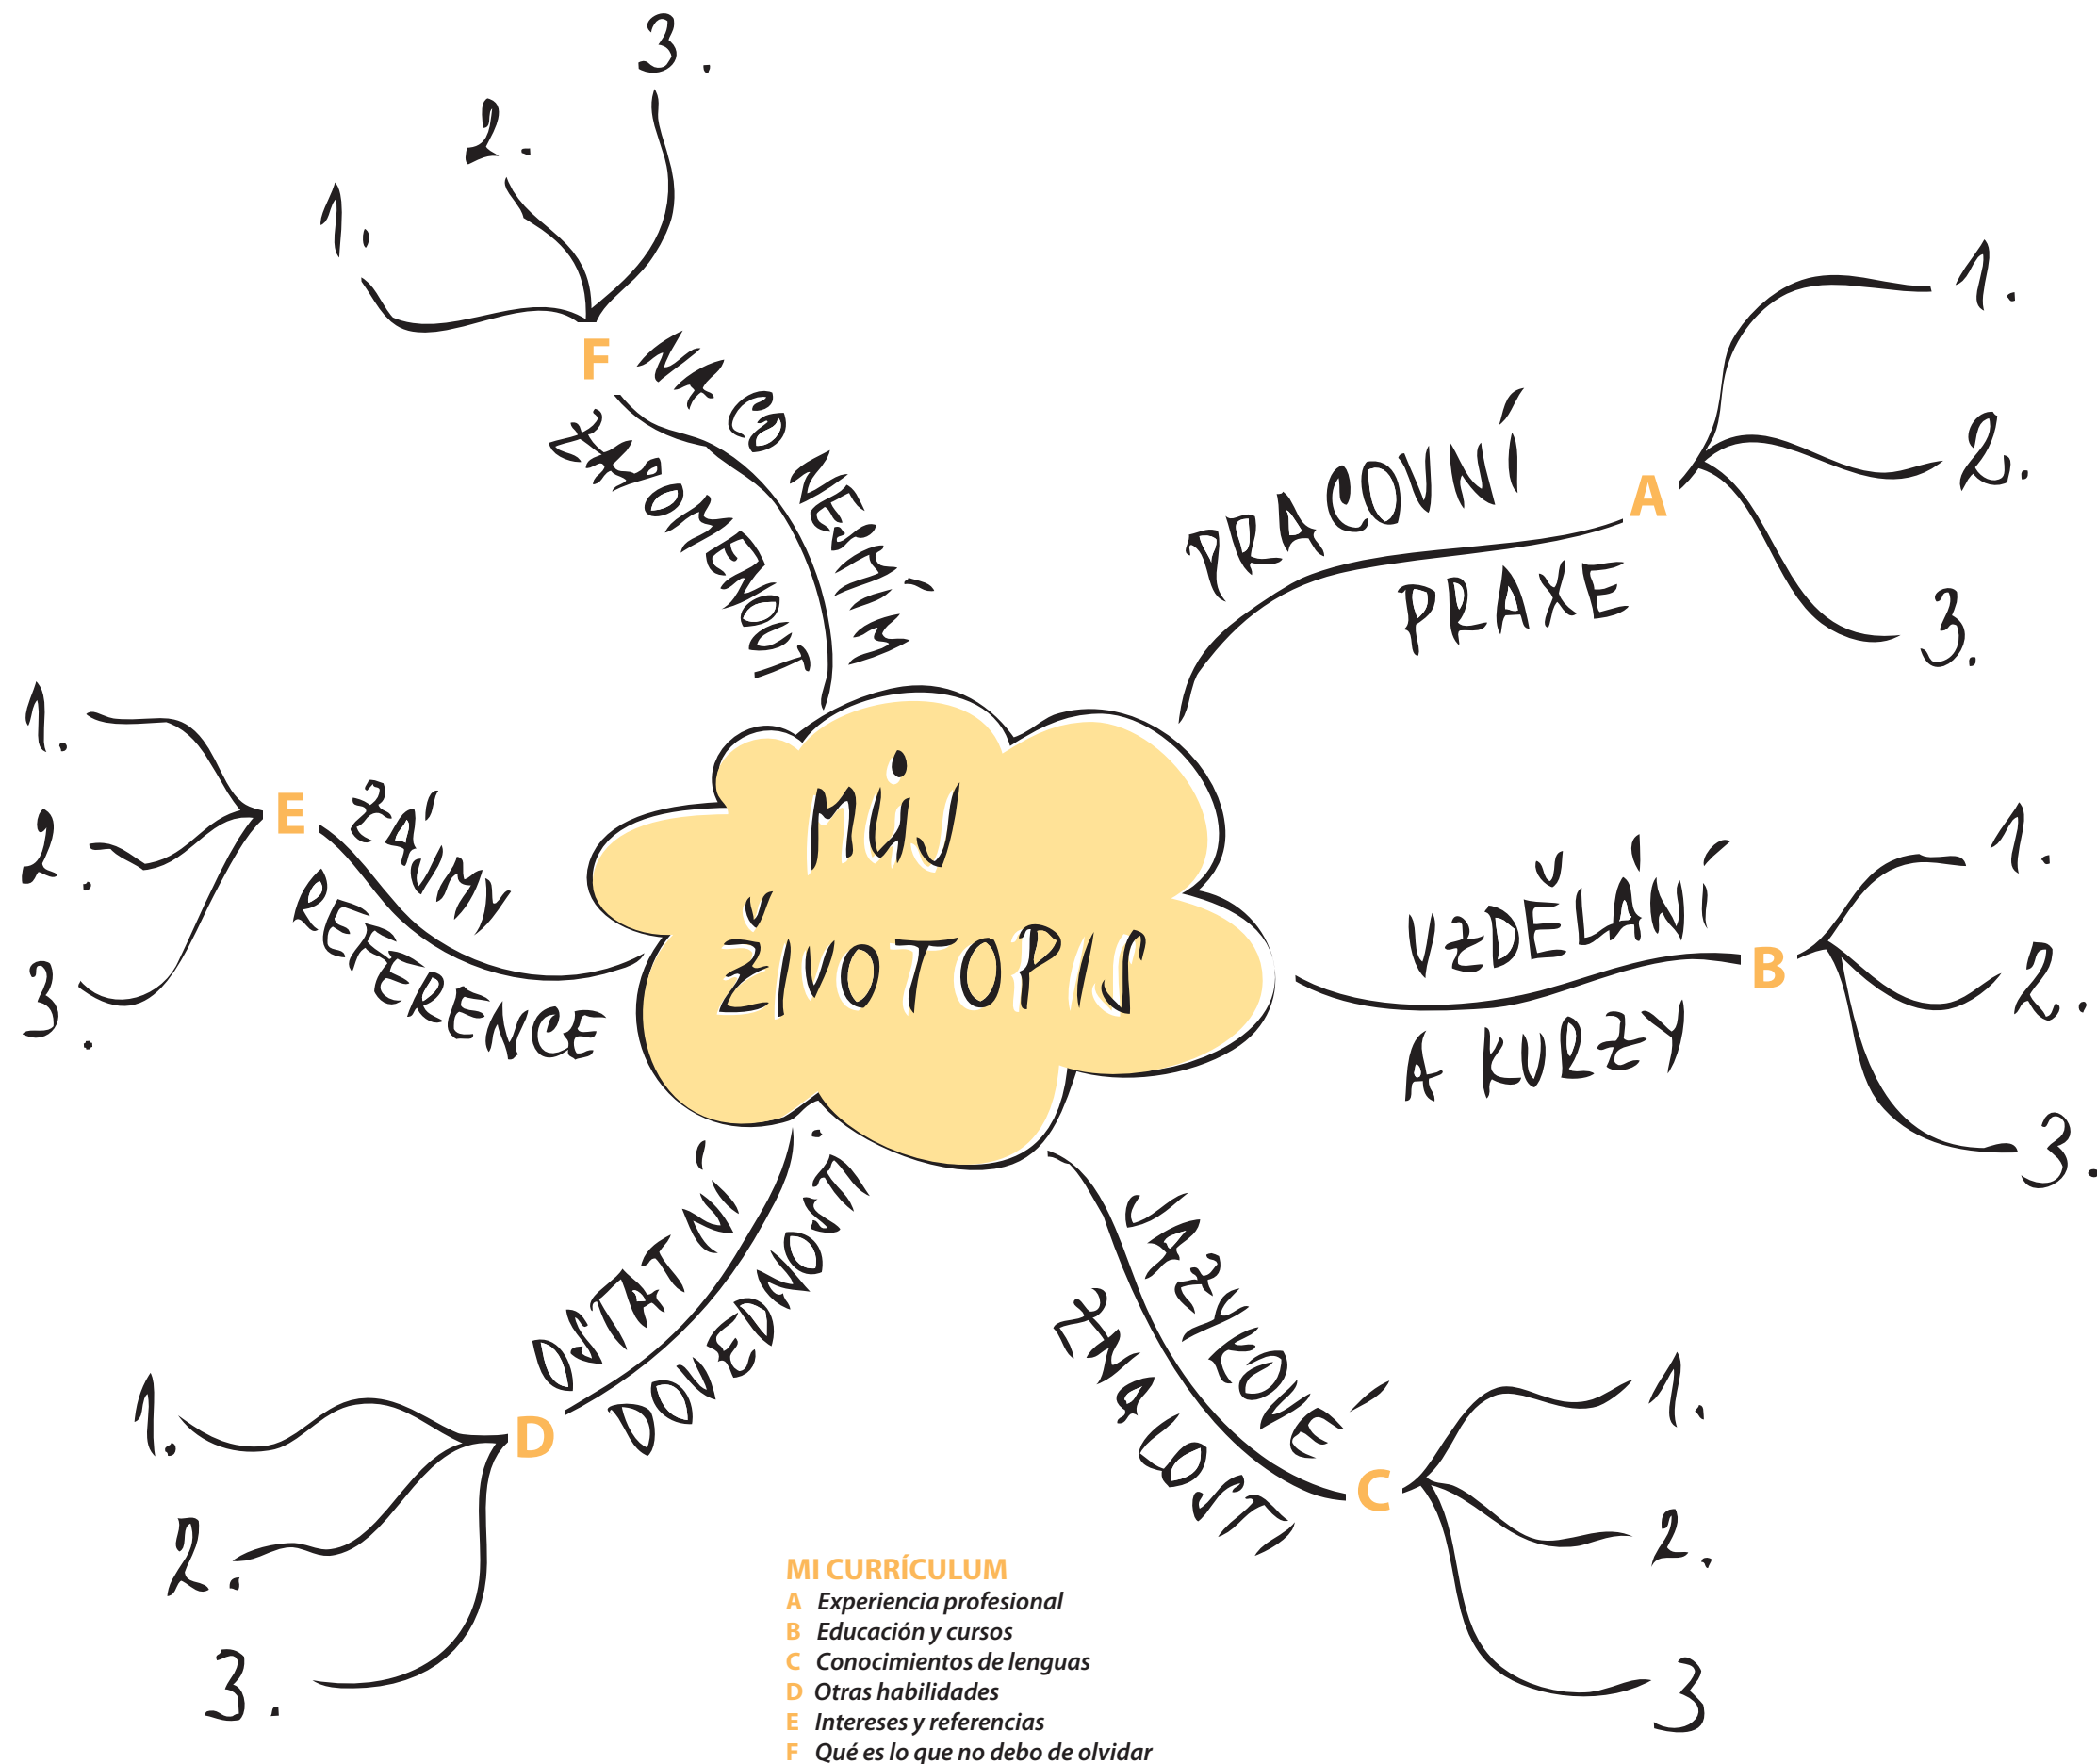 MŮJ
ŽIVOTOPIS
PRACOVNÍ
PRAXE
A
1.
2.
3.
VZDĚLÁNÍ
A KURZY
B
1.
2.
3.
JAZYKOVÉ
ZNALOSTI
C
1.
2.
3
OSTATNÍ
DOVEDNOSTI
D
1.
2.
3.
ZÁJMY
REFERENCE
E
1.
2.
3.
NA CO NESMÍM
ZAPOMENOUT
F
1.
2.
3.
MI CURRÍCULUM
A Experiencia profesional
B Educación y cursos
C Conocimientos de lenguas
D Otras habilidades
E Intereses y referencias
F Qué es lo que no debo de olvidar